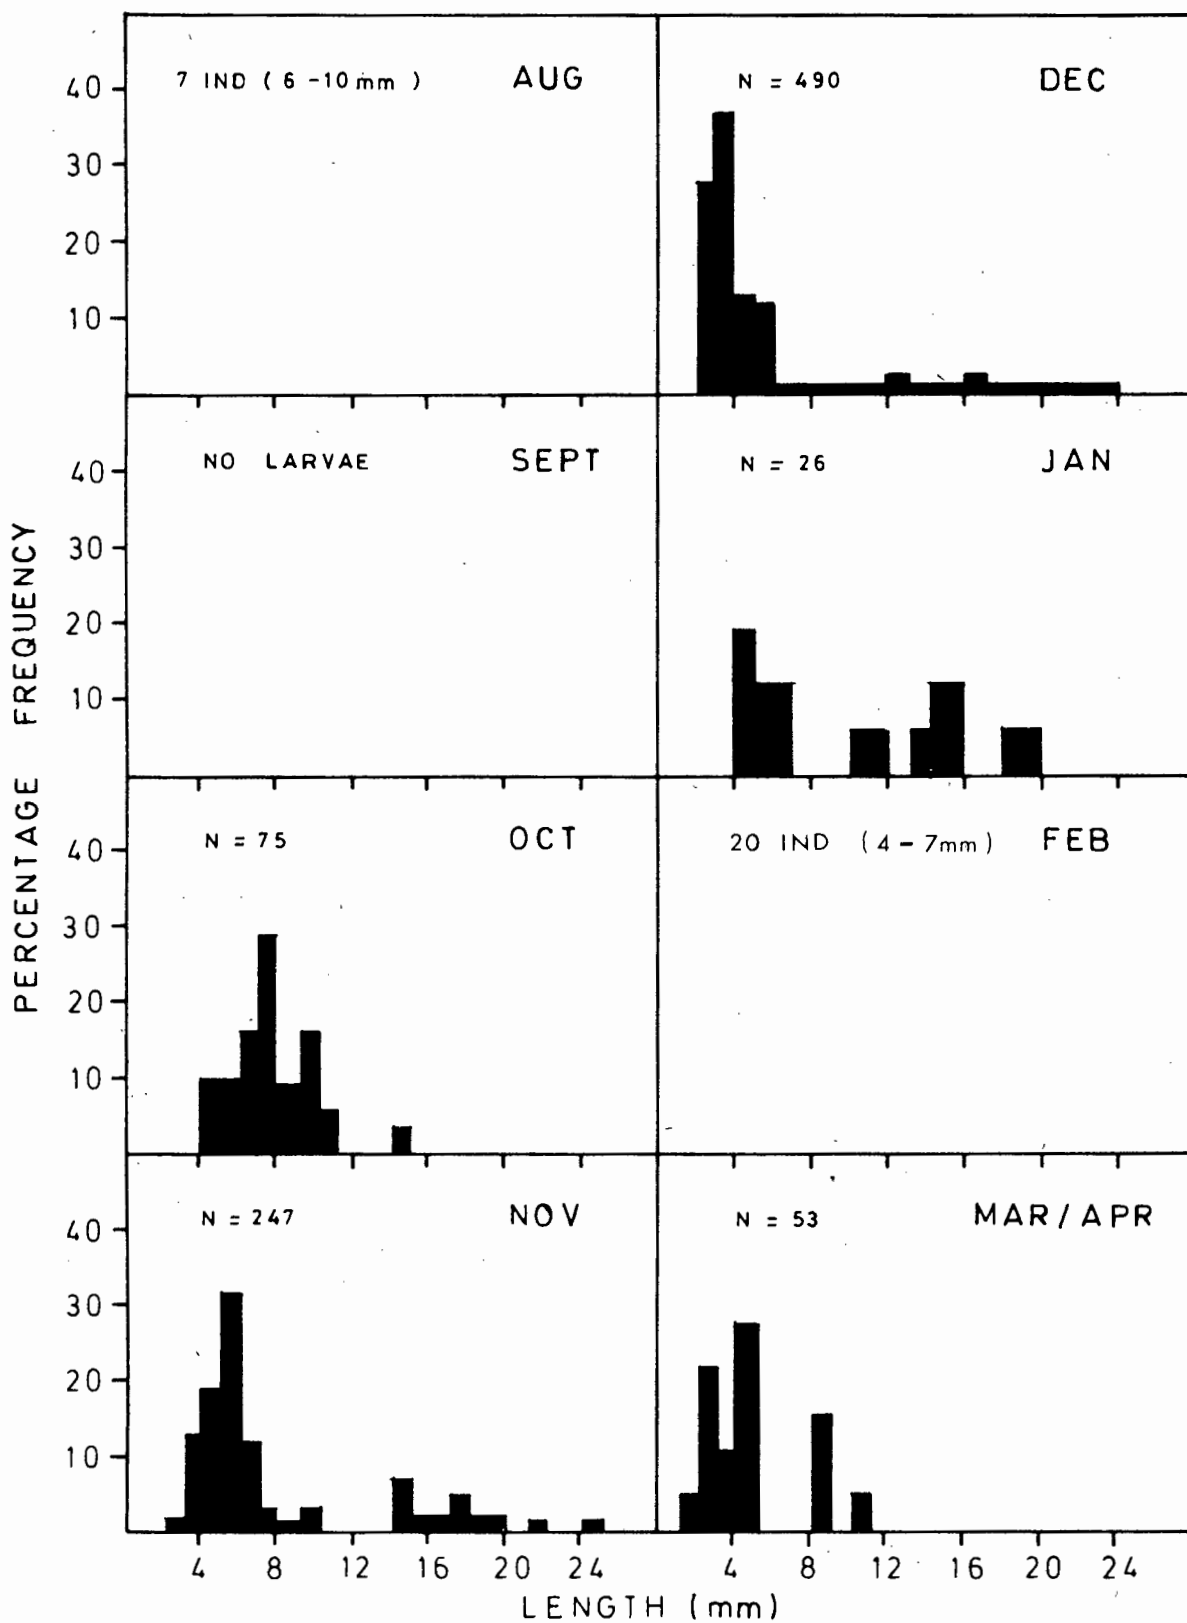 PERCENTAGE FREQUENCY
40
30
20
10
7 IND ( 6 -10 mm )
AUG
N = 490
DEC
40
30
20
10
NO LARVAE
SEPT
N = 26
JAN
40
30
20
10
N = 75
OCT
20 IND ( 4 - 7mm )
FEB
40
30
20
10
N = 247
NOV
N = 53
MAR / APR
4 8 12 16 20 24
4 8 12 16 20 24
LENGTH (mm)